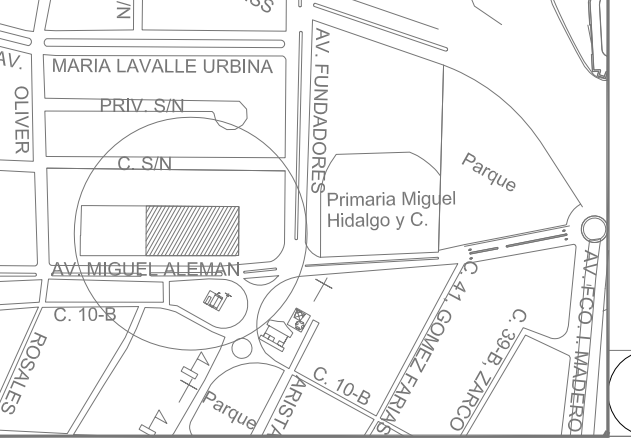 S/N
AV.
OLIVER
MARIA LAVALLE URBINA
PRIV. S/N
C. S/N
AV. FUNDADORES
Primaria Miguel
Hidalgo y C.
Parque
AV. MIGUEL ALEMAN
C. 10-B
ROSALES
Parque
ARISTA
C. 10-B
C. 41, GOMEZ FARIAS
C. 39-B, ZARCO
AV. FCO. I. MADERO